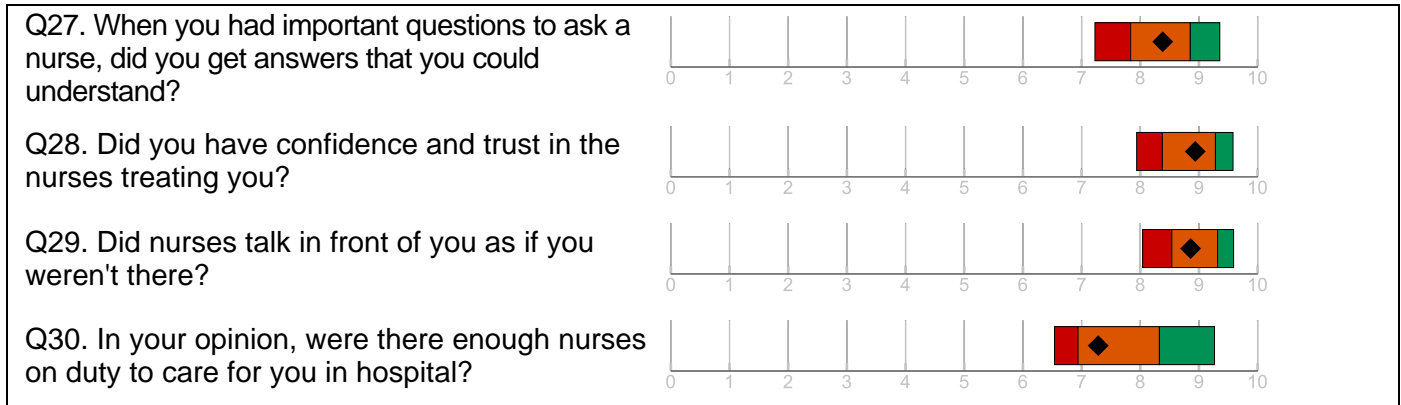 Q27. When you had important questions to ask a
nurse, did you get answers that you could
understand?
0 1 2 3 4 5 6 7 8 9 10
Q28. Did you have confidence and trust in the
nurses treating you?
0 1 2 3 4 5 6 7 8 9 10
Q29. Did nurses talk in front of you as if you
weren't there?
0 1 2 3 4 5 6 7 8 9 10
Q30. In your opinion, were there enough nurses
on duty to care for you in hospital?
0 1 2 3 4 5 6 7 8 9 10